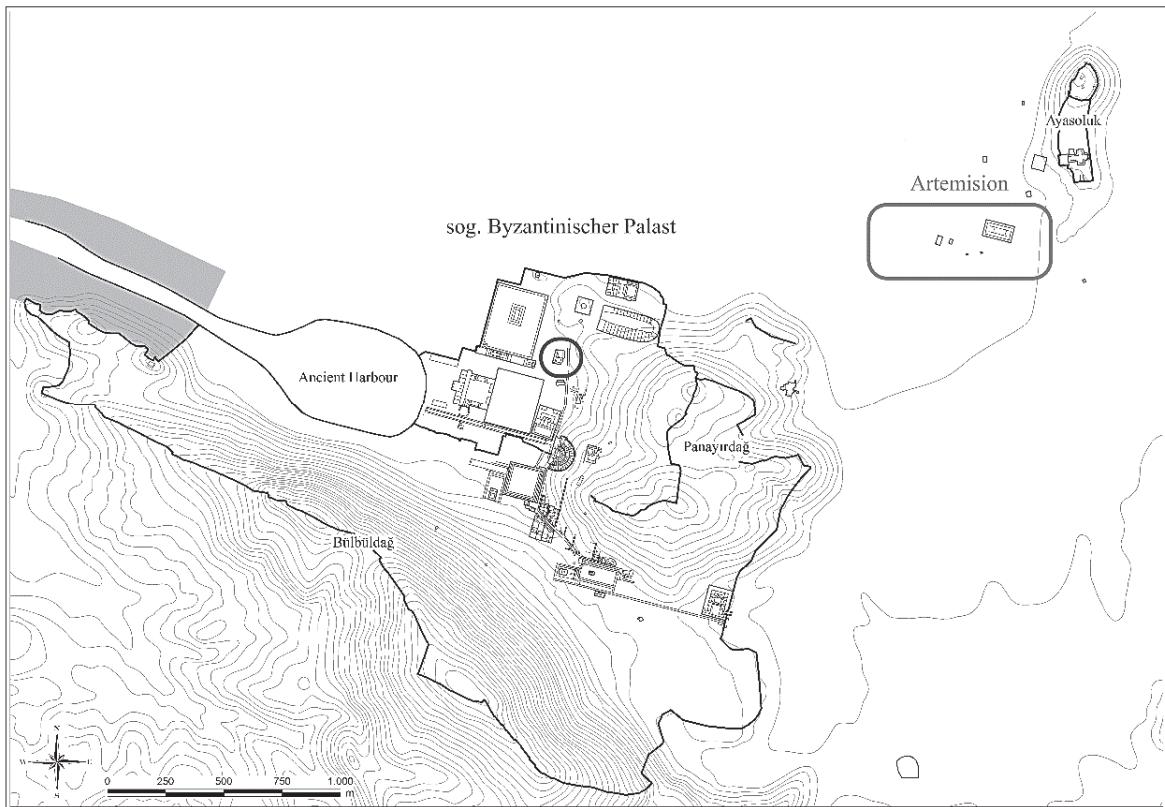 Ayasoluk
Artemision
sog. Byzantinischer Palast
Ancient Harbour
Panayırdağ
Bülbüldağ
N
W E
S
0 250 500 750 1.000
m